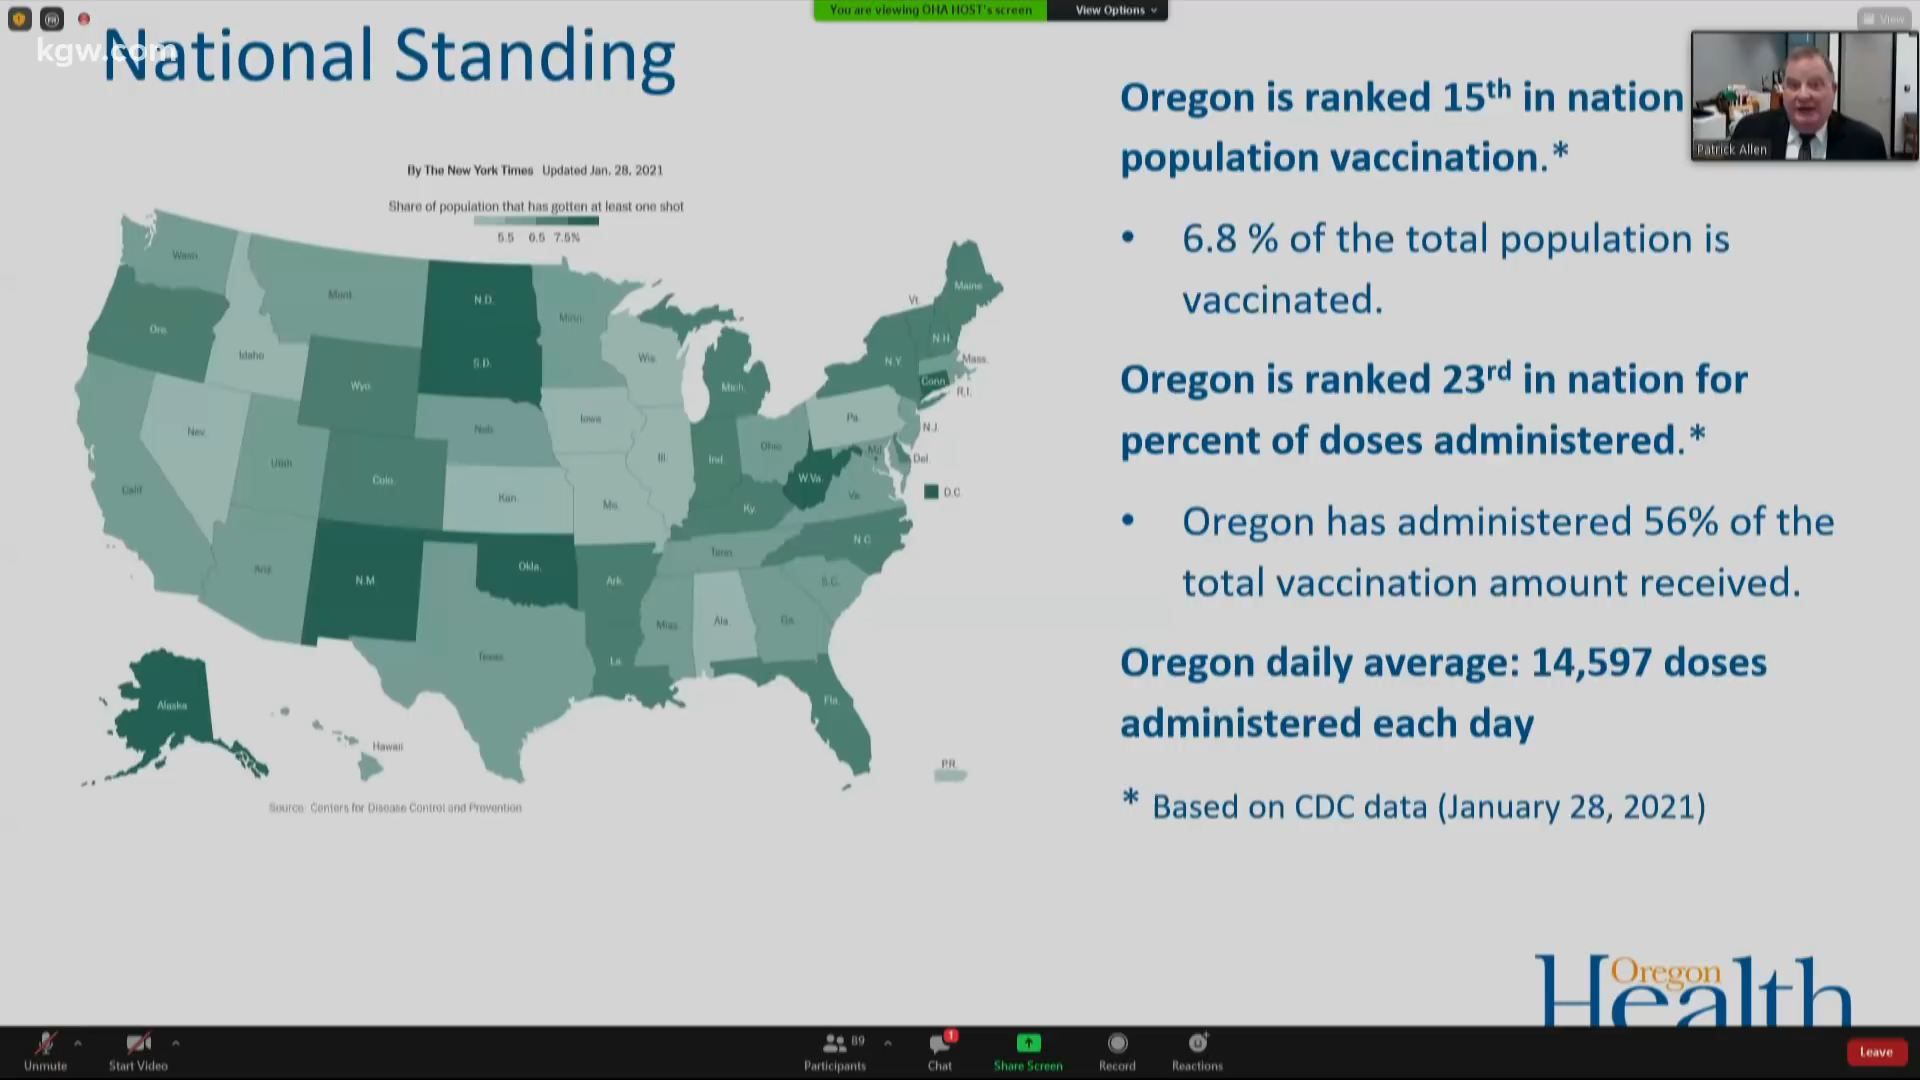 You are viewing OHA HOST's screen
View Options
View
kgw.com
National Standing
Patrick Allen
By The New York Times Updated Jan. 28, 2021
Share of population that has gotten at least one shot
5.5 6.5 7.5%
Wash.
Ore.
Idaho
Mont.
Wyo.
N.D.
S.D.
Minn.
Wis.
Mich.
Maine
Vt.
N.H.
Mass.
N.Y.
Conn.
R.I.
Nev.
Utah
Calif.
Colo.
Neb.
Iowa
Kan.
Ill.
Ind.
Ohio
Pa.
N.J.
Md.
Del.
D.C.
W.Va.
Va.
Ky.
Mo.
N.C.
Tenn.
Ariz.
N.M.
Okla.
Ark.
S.C.
Miss.
Ala.
Ga.
Texas
La.
Fla.
Alaska
Hawaii
P.R.
Source: Centers for Disease Control and Prevention
Oregon is ranked 15th in nation
population vaccination.*
• 6.8 % of the total population is
vaccinated.
Oregon is ranked 23rd in nation for
percent of doses administered.*
• Oregon has administered 56% of the
total vaccination amount received.
Oregon daily average: 14,597 doses
administered each day
* Based on CDC data (January 28, 2021)
Oregon
Health
Unmute
Start Video
Participants
89
Chat
1
Share Screen
Record
Reactions
Leave